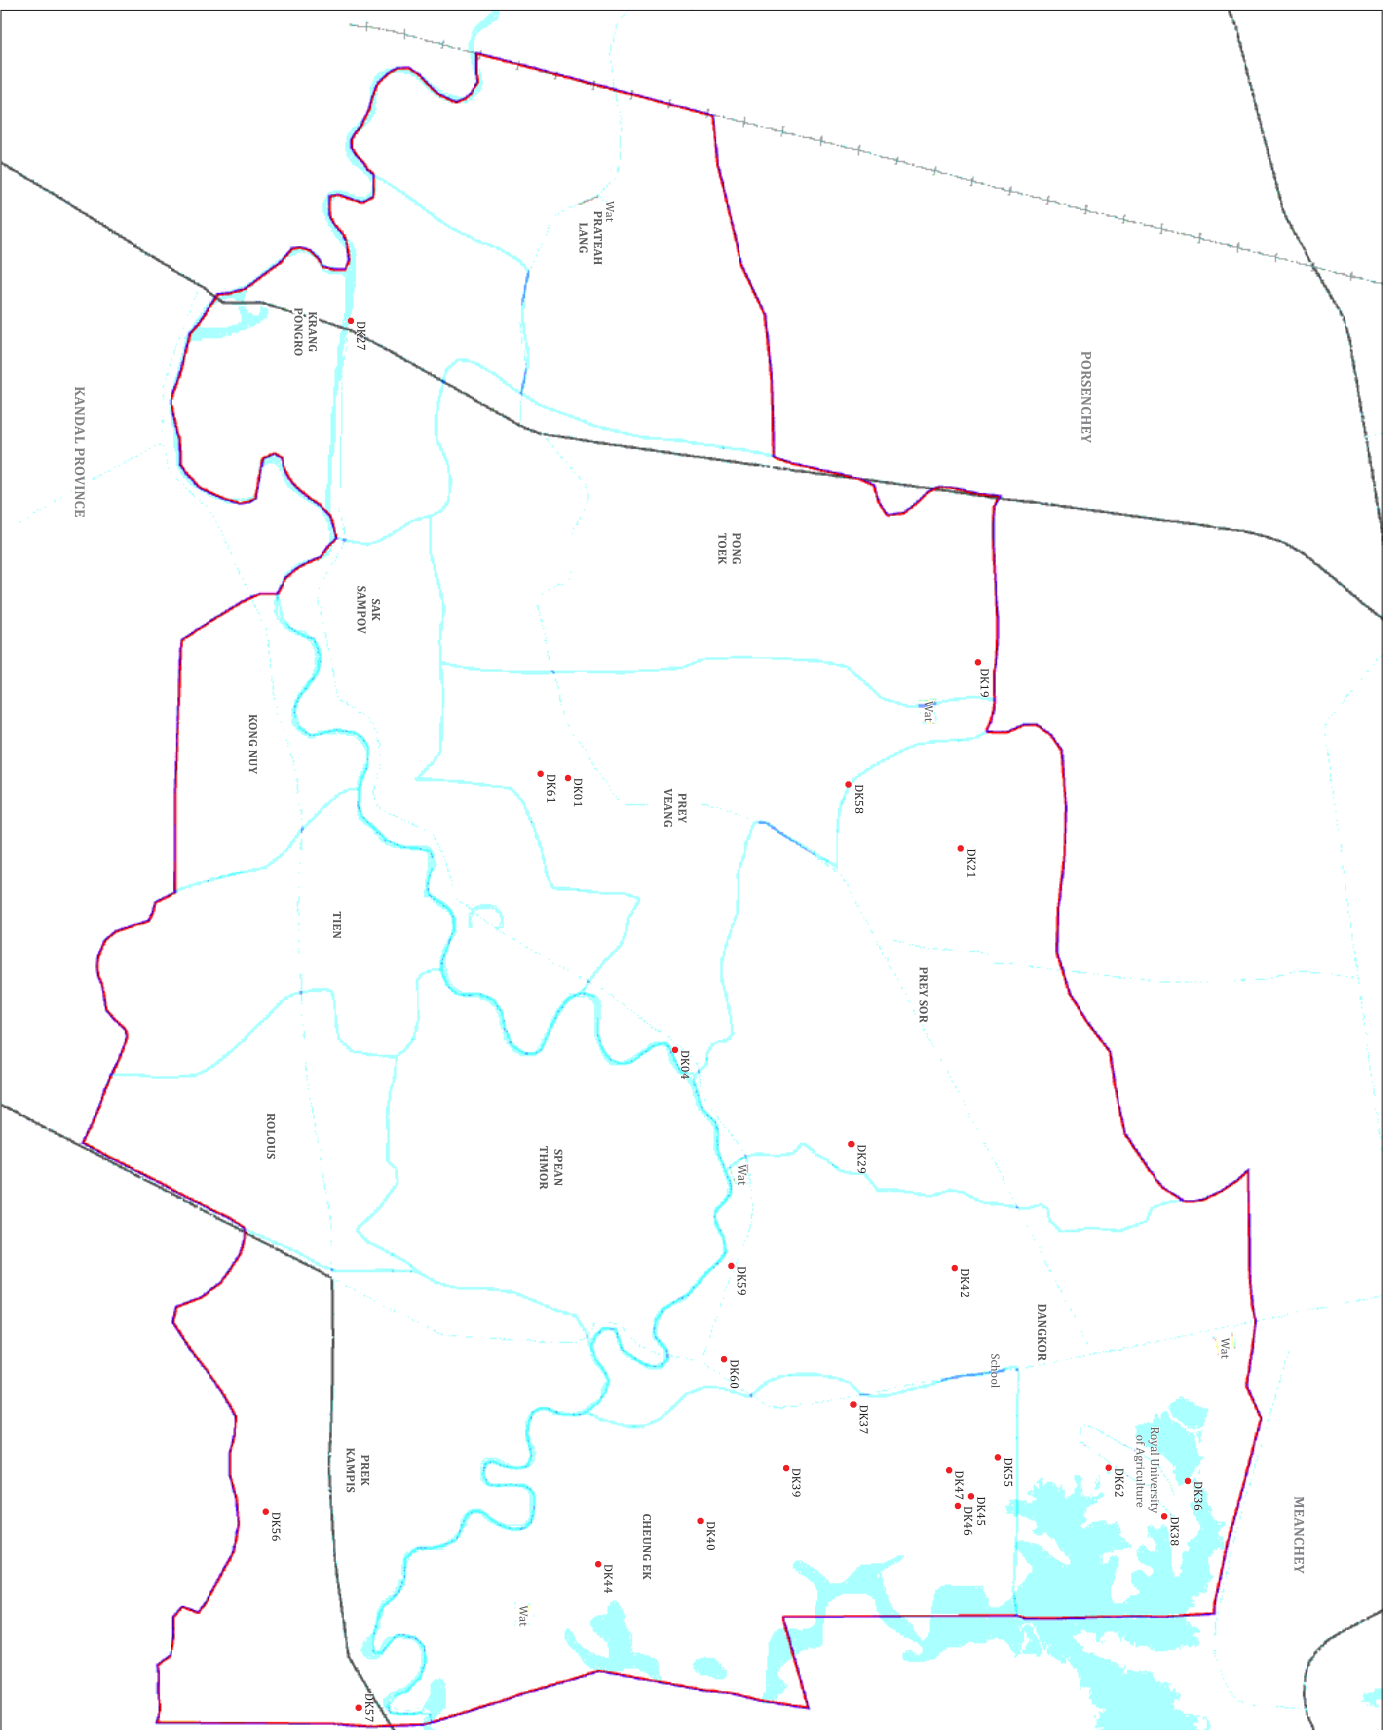 PORSENCHEY
MEANCHEY
KANDAL PROVINCE
Wat
PRATEAH
LANG
KRANG
PONGRO
DK27
PONG
TOEK
SAK
SAMPOV
DK19
Wat
KONG NUY
DK61
DK01
PREY
VEANG
DK58
DK21
TIEN
PREY SOR
DK04
ROLOUS
SPEAN
THMOR
Wat
DK29
DK59
DK42
DANGKOR
Wat
School
DK60
DK37
Royal University
of Agriculture
DK36
DK62
DK38
DK55
DK47
DK45
DK46
DK39
DK40
PREK
KAMPIS
DK56
CHEUNG EK
DK44
Wat
DK57